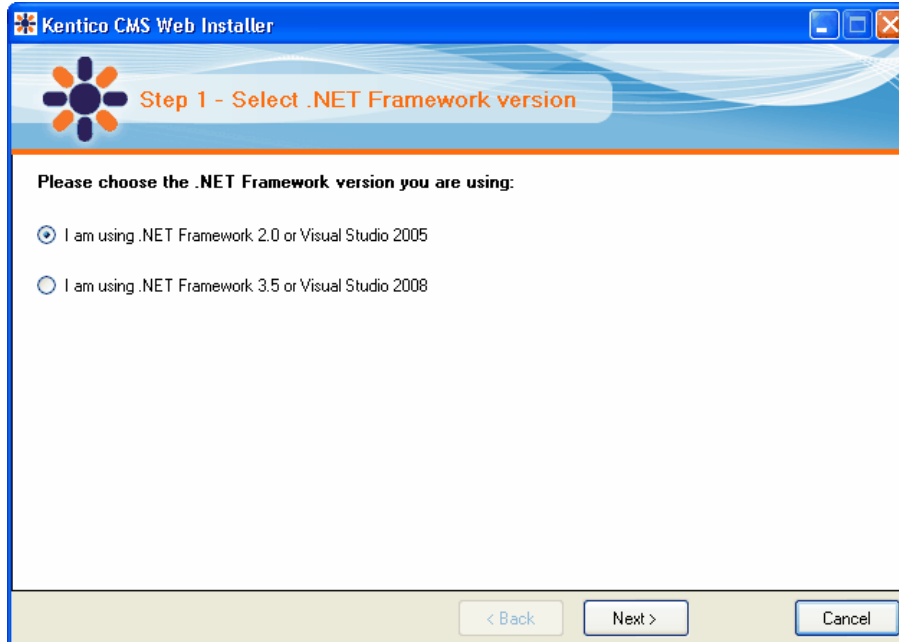 Kentico CMS Web Installer
Step 1 - Select .NET Framework version
Please choose the .NET Framework version you are using:
I am using .NET Framework 2.0 or Visual Studio 2005
I am using .NET Framework 3.5 or Visual Studio 2008
< Back Next > Cancel